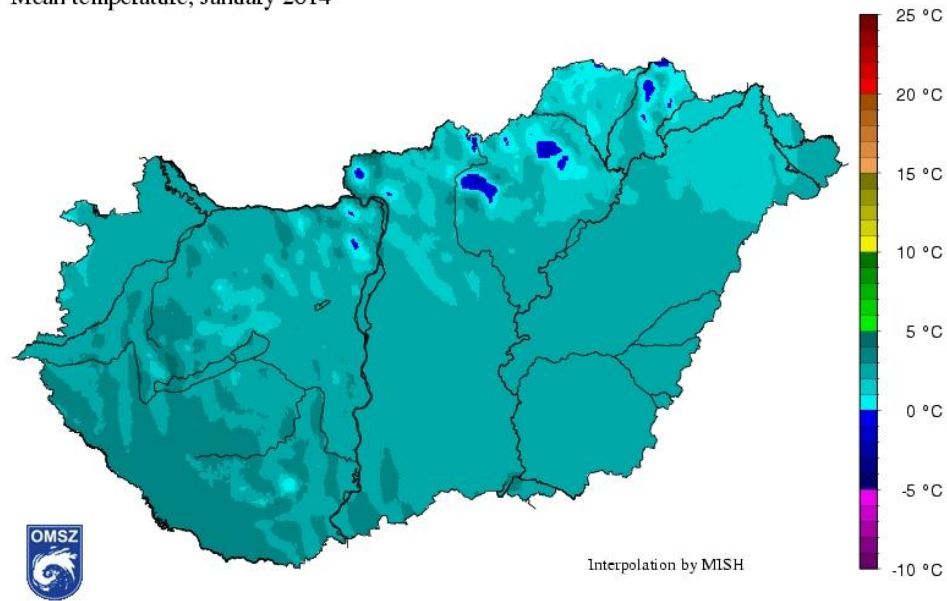 Mean temperature, January 2014
25 °C
20 °C
15 °C
10 °C
5 °C
0 °C
-5 °C
-10 °C
OMSZ
Interpolation by MISH